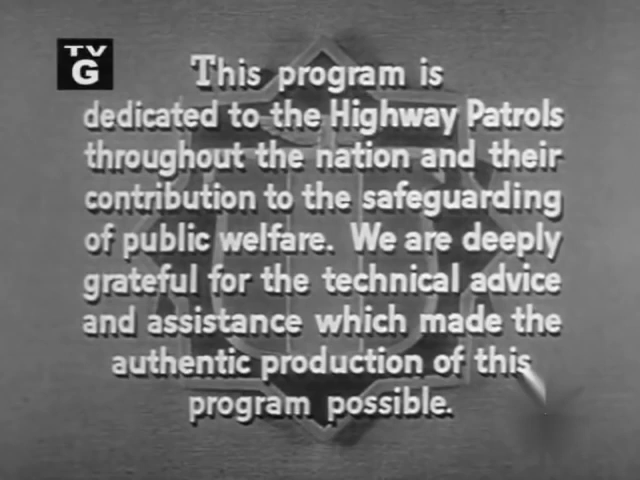 TV
G
This program is
dedicated to the Highway Patrols
throughout the nation and their
contribution to the safeguarding
of public welfare. We are deeply
grateful for the technical advice
and assistance which made the
authentic production of this
program possible.